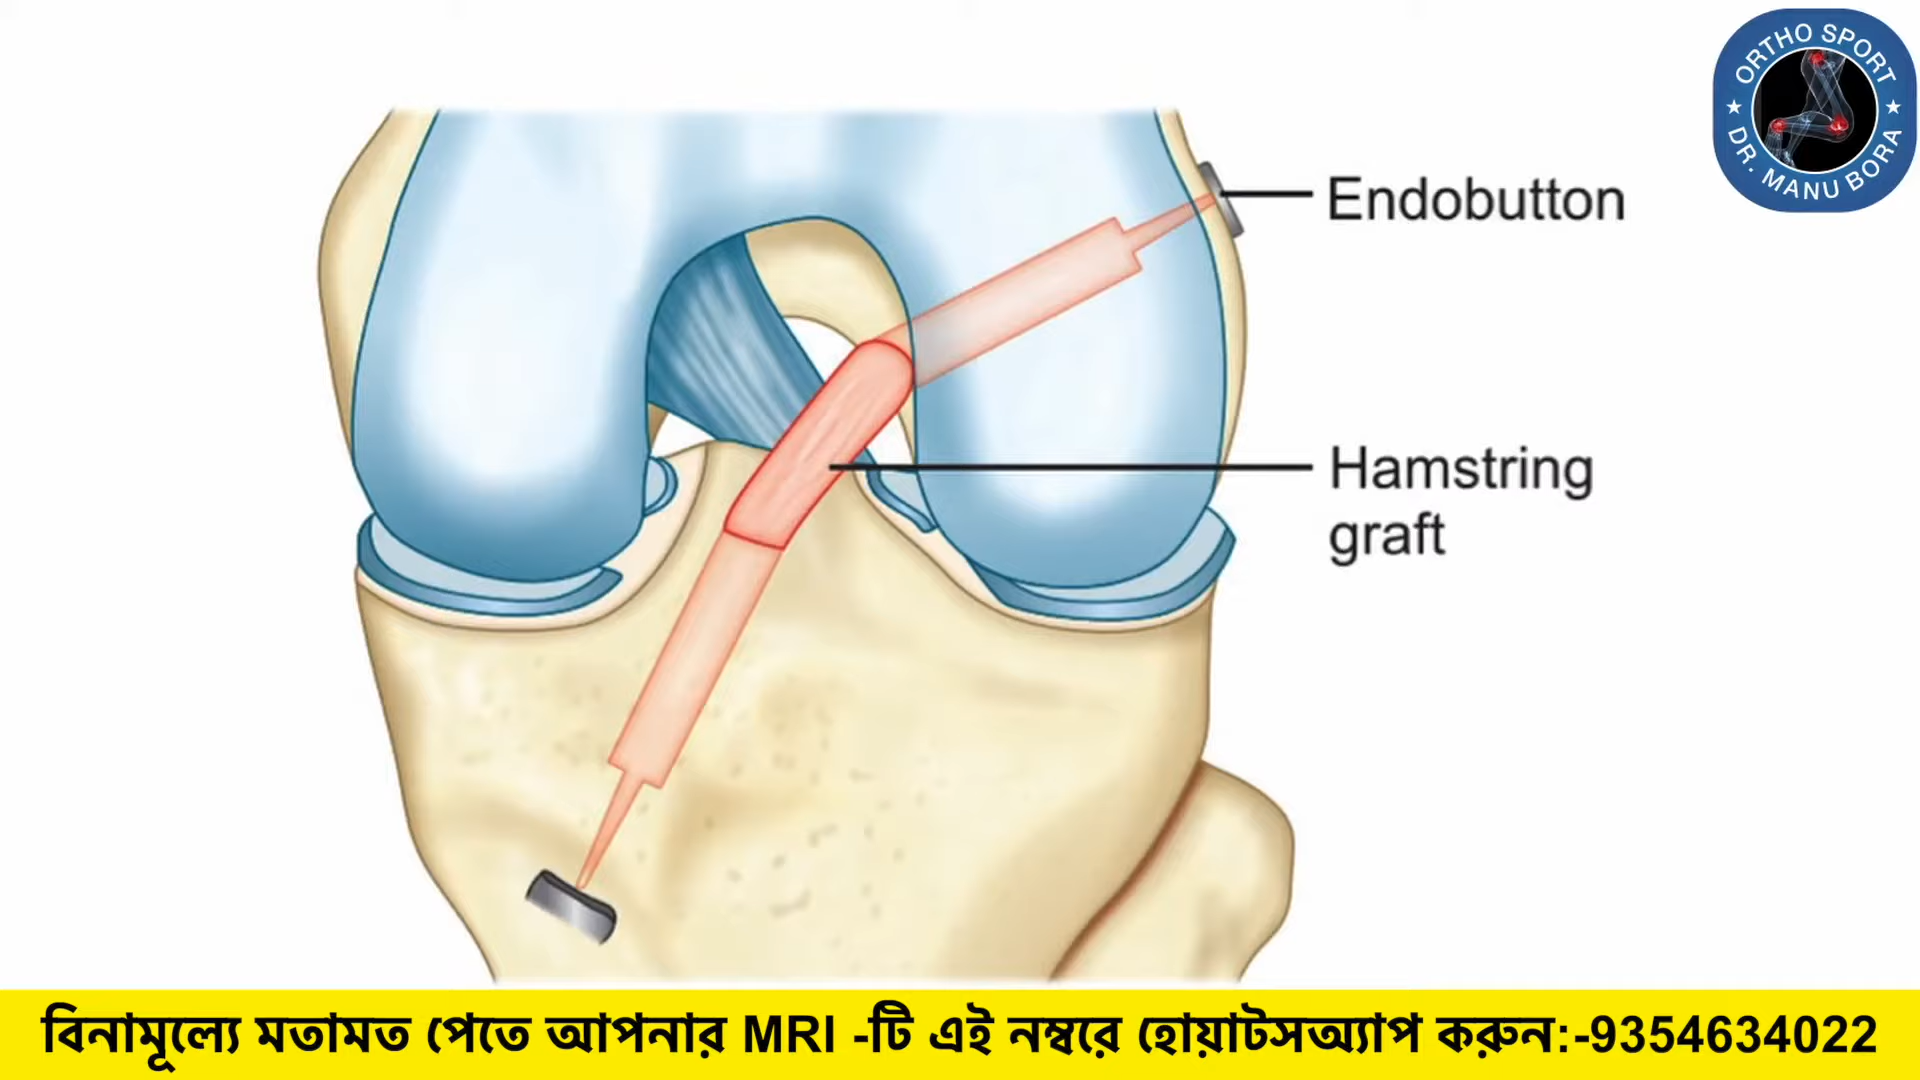 ORTHO SPORT
DR. MANU BORA
Endobutton
Hamstring
graft
বিনামূল্যে মতামত পেতে আপনার MRI -টি এই নম্বরে হোয়াটসঅ্যাপ করুন:-9354634022